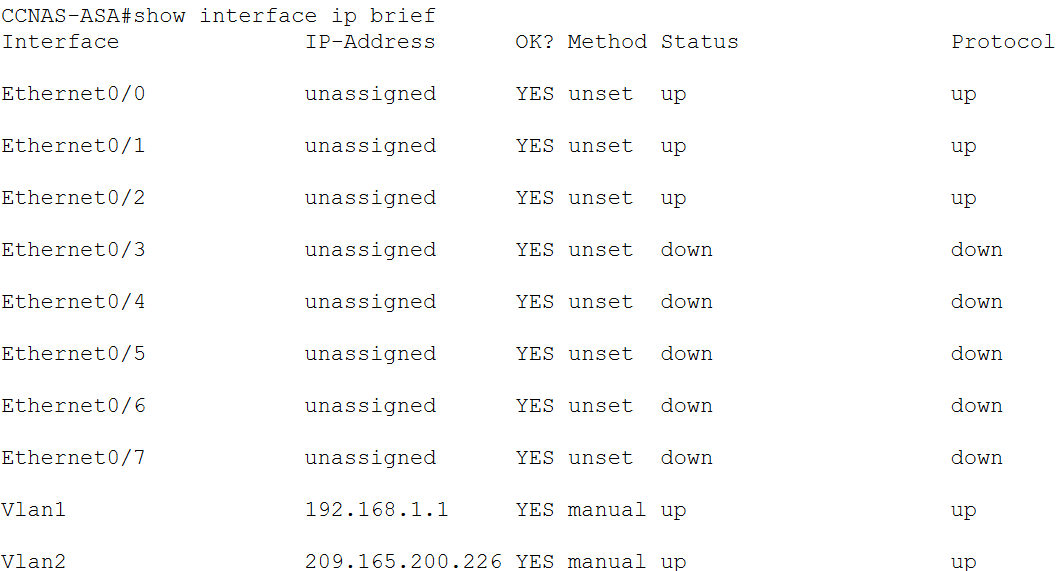 CCNAS-ASA#show interface ip brief
Interface              IP-Address      OK? Method Status                Protocol
Ethernet0/0            unassigned      YES unset  up                    up
Ethernet0/1            unassigned      YES unset  up                    up
Ethernet0/2            unassigned      YES unset  up                    up
Ethernet0/3            unassigned      YES unset  down                  down
Ethernet0/4            unassigned      YES unset  down                  down
Ethernet0/5            unassigned      YES unset  down                  down
Ethernet0/6            unassigned      YES unset  down                  down
Ethernet0/7            unassigned      YES unset  down                  down
Vlan1                  192.168.1.1     YES manual up                    up
Vlan2                  209.165.200.226 YES manual up                    up